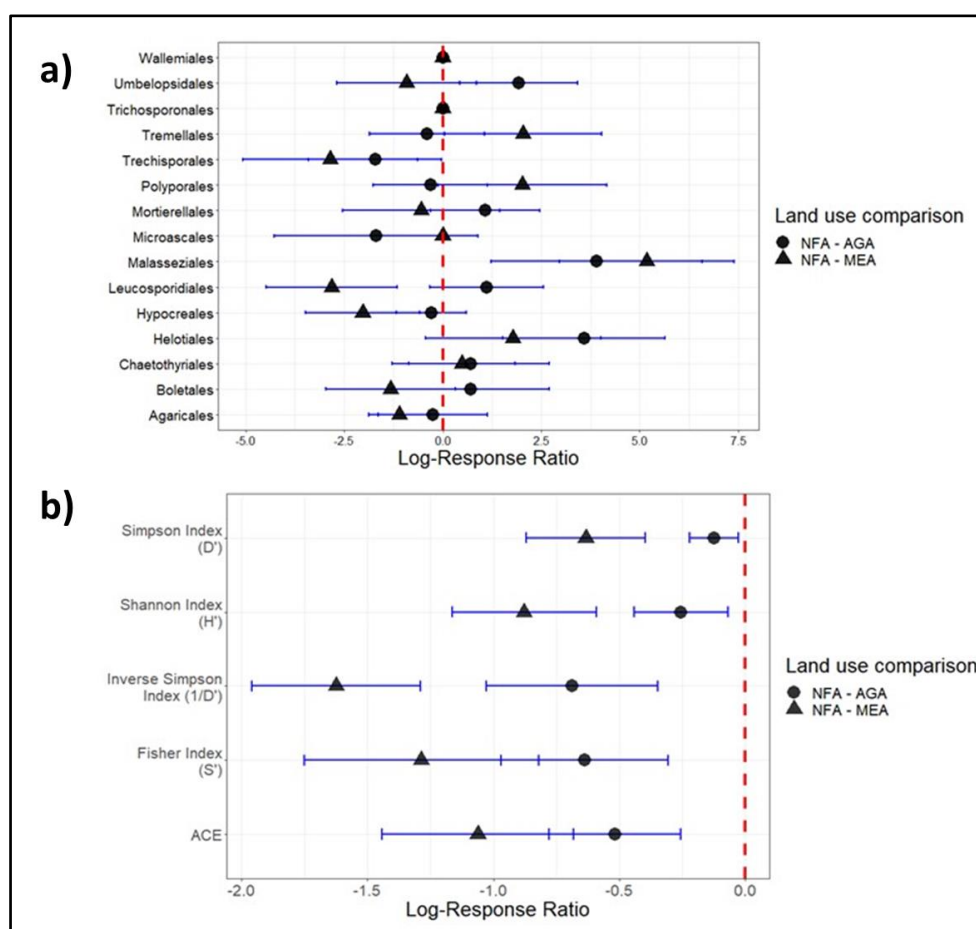 a)
Wallemiales
Umbelopsidales
Trichosporonales
Tremellales
Trechisporales
Polyporales
Mortierellales
Microascales
Malasseziales
Leucosporidiales
Hypocreales
Helotiales
Chaetothyriales
Boletales
Agaricales
-5.0 -2.5 0.0 2.5 5.0 7.5
Log-Response Ratio
Land use comparison
NFA - AGA
NFA - MEA
b)
Simpson Index
(D')
Shannon Index
(H')
Inverse Simpson
Index (1/D')
Fisher Index
(S')
ACE
-2.0 -1.5 -1.0 -0.5 0.0
Log-Response Ratio
Land use comparison
NFA - AGA
NFA - MEA